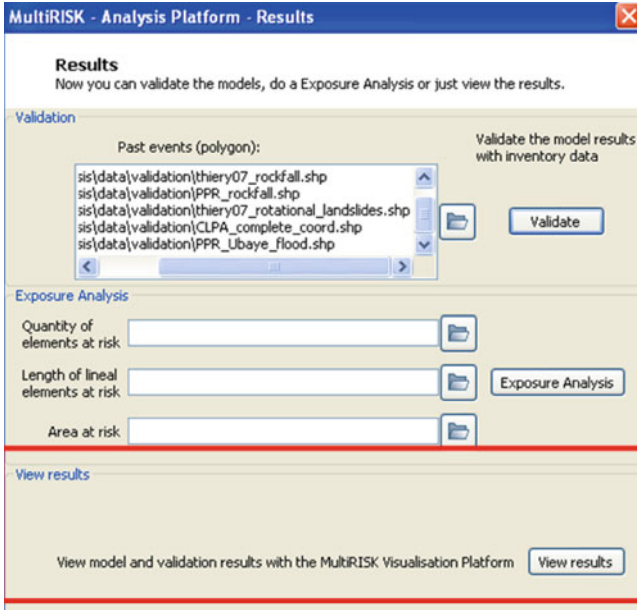 MultiRISK - Analysis Platform - Results
Results
Now you can validate the models, do a Exposure Analysis or just view the results.
Validation
Past events (polygon):
Validate the model results
with inventory data
sis\data\validation\thiery07_rockfall.shp
sis\data\validation\PPR_rockfall.shp
sis\data\validation\thiery07_rotational_landslides.shp
sis\data\validation\CLPA_complete_coord.shp
sis\data\validation\PPR_Ubaye_flood.shp
Validate
Exposure Analysis
Quantity of
elements at risk
Length of lineal
elements at risk
Exposure Analysis
Area at risk
View results
View model and validation results with the MultiRISK Visualisation Platform
View results